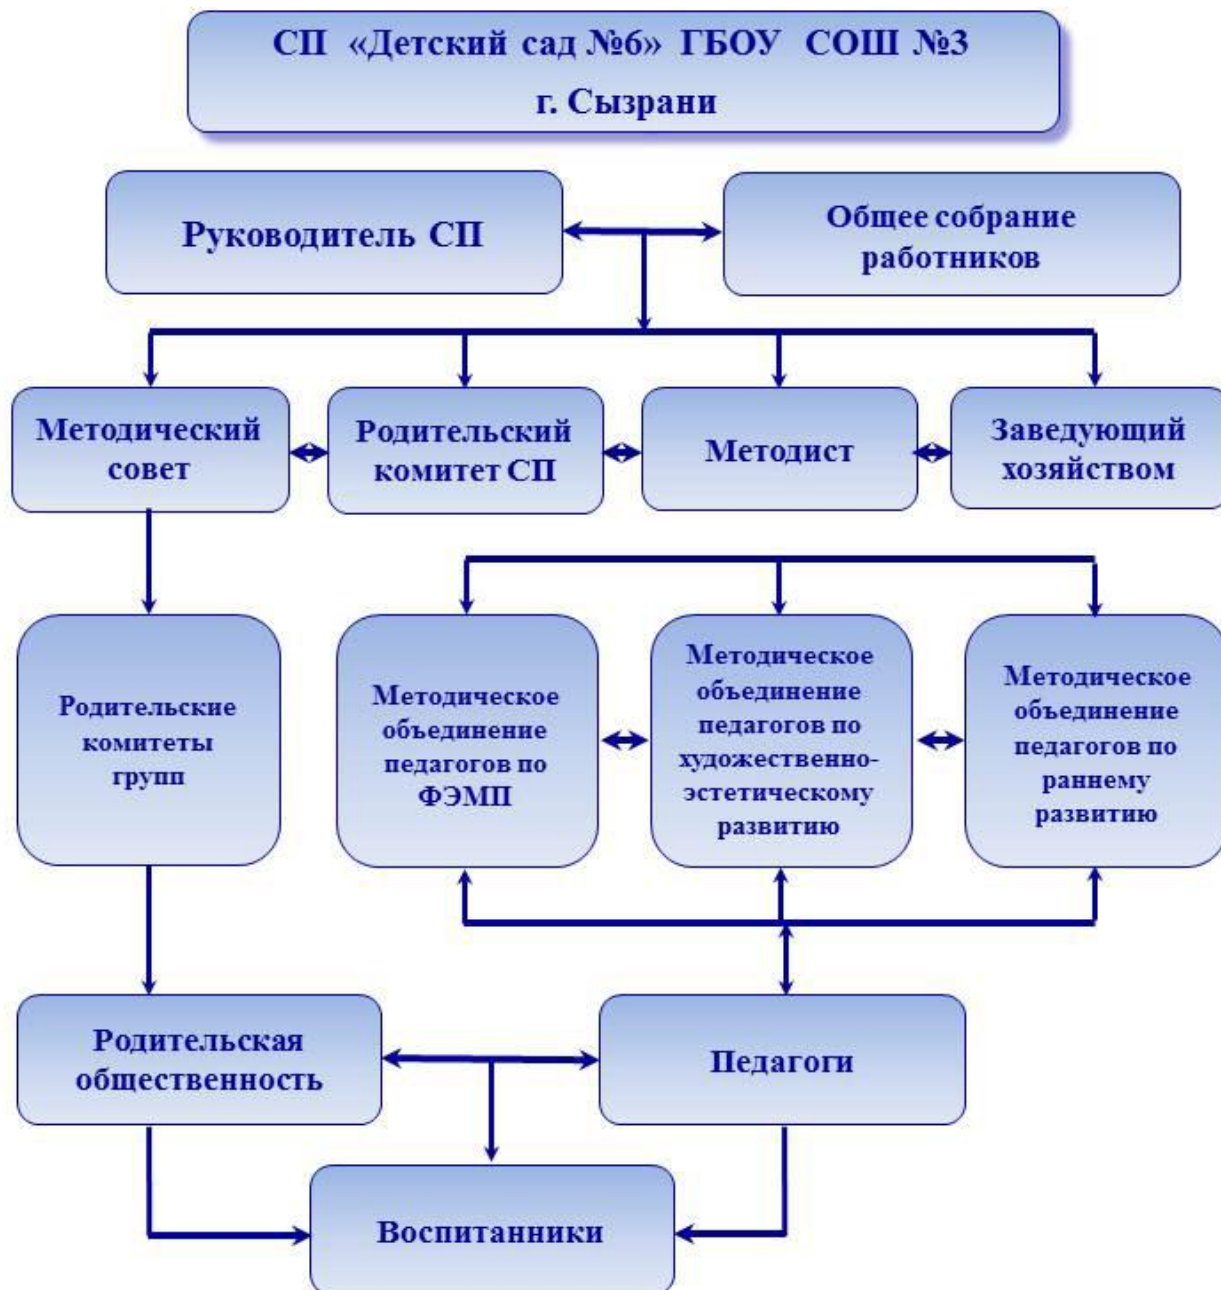 СП «Детский сад №6» ГБОУ СОШ №3
г. Сызрани
Руководитель СП
Общее собрание
работников
Методический
совет
Родительский
комитет СП
Методист
Заведующий
хозяйством
Родительские
комитеты
групп
Методическое
объединение
педагогов по
ФЭМП
Методическое
объединение
педагогов по
художественно-
эстетическому
развитию
Методическое
объединение
педагогов по
раннему
развитию
Родительская
общественность
Педагоги
Воспитанники